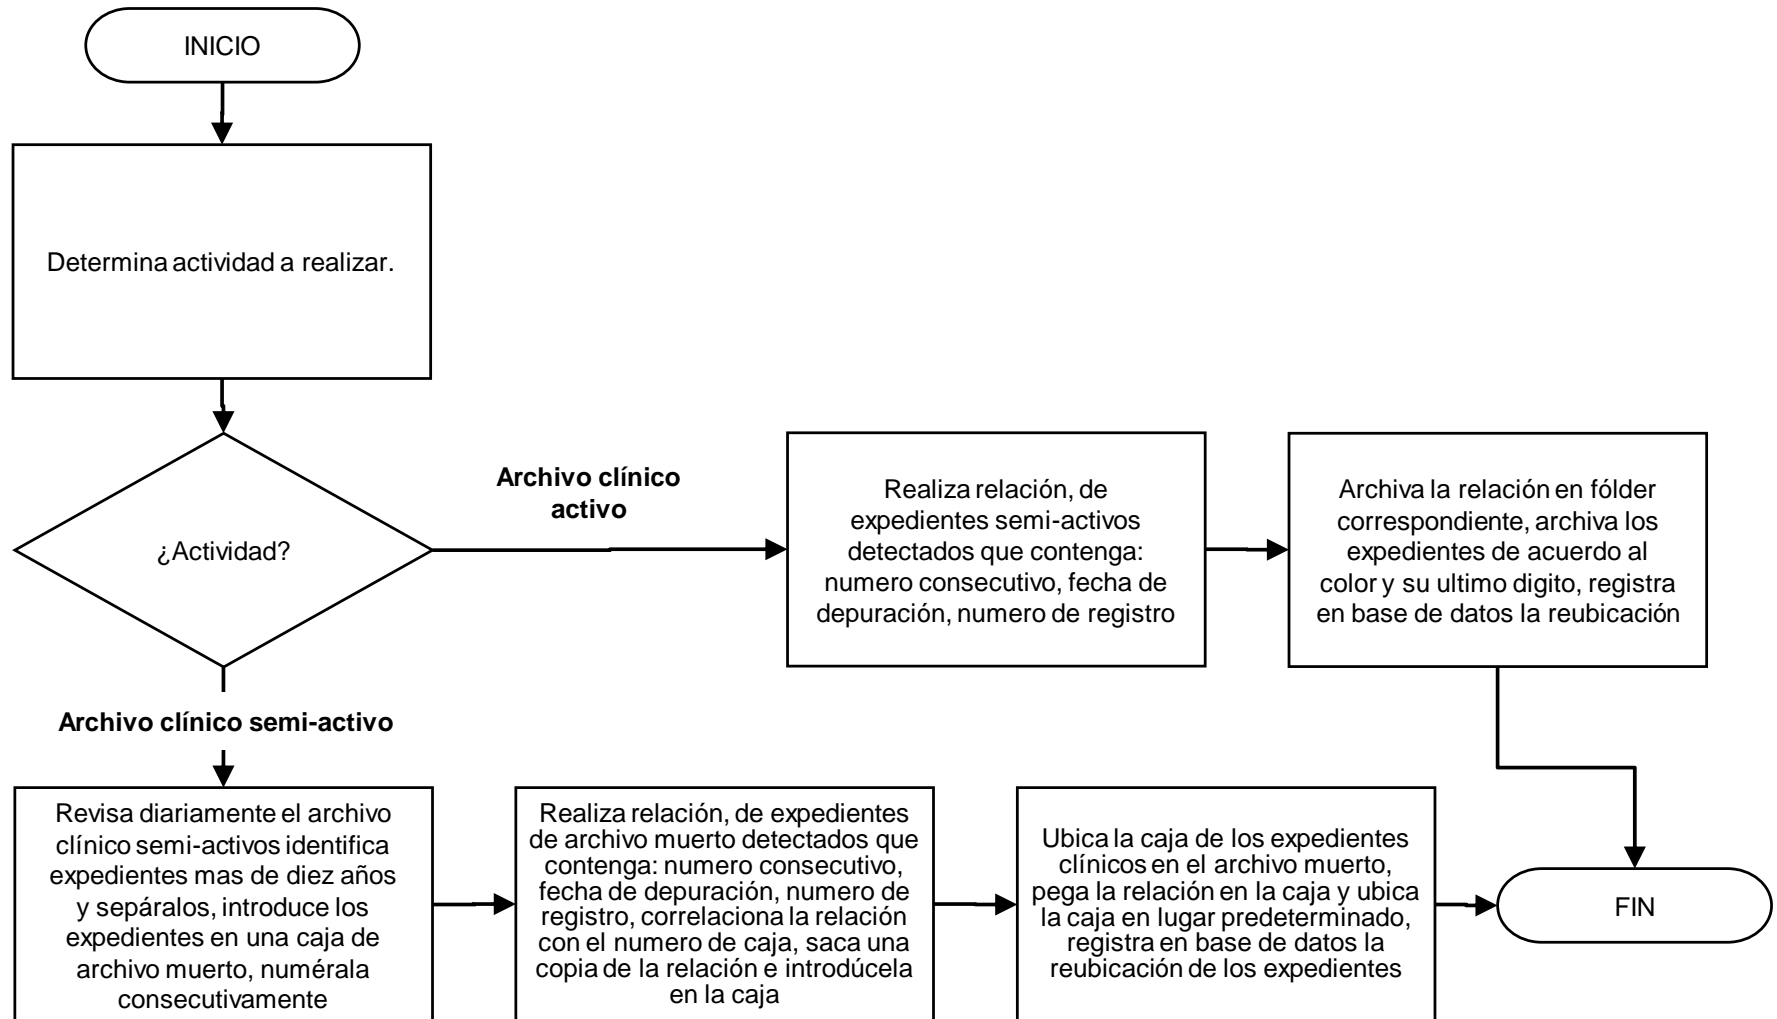 INICIO
Determina actividad a realizar.
¿Actividad?
Archivo clínico
activo
Realiza relación, de
expedientes semi-activos
detectados que contenga:
numero consecutivo, fecha de
depuración, numero de registro
Archiva la relación en fólder
correspondiente, archiva los
expedientes de acuerdo al
color y su ultimo digito, registra
en base de datos la reubicación
Archivo clínico semi-activo
Revisa diariamente el archivo
clínico semi-activos identifica
expedientes mas de diez años
y sepáralos, introduce los
expedientes en una caja de
archivo muerto, numérala
consecutivamente
Realiza relación, de expedientes
de archivo muerto detectados que
contenga: numero consecutivo,
fecha de depuración, numero de
registro, correlaciona la relación
con el numero de caja, saca una
copia de la relación e introdúcela
en la caja
Ubica la caja de los expedientes
clínicos en el archivo muerto,
pega la relación en la caja y ubica
la caja en lugar predeterminado,
registra en base de datos la
reubicación de los expedientes
FIN